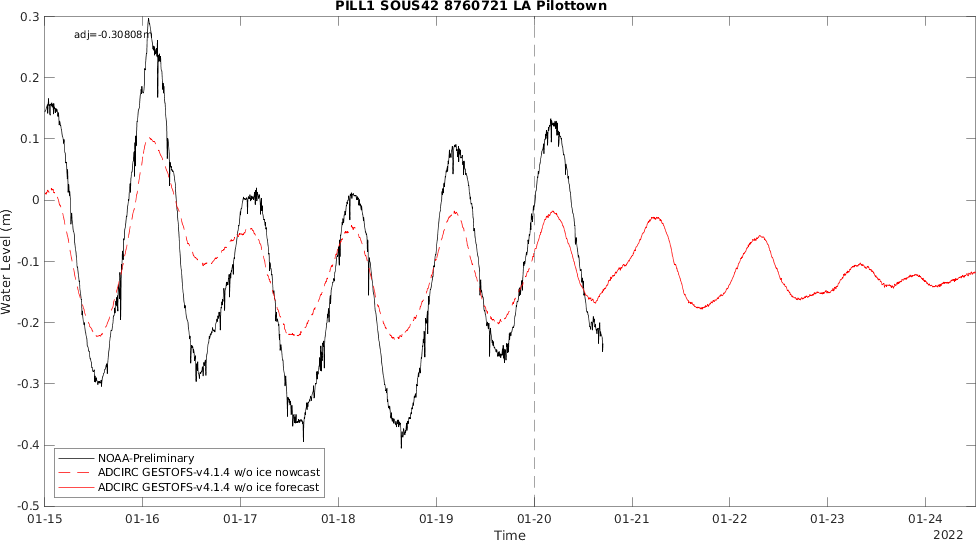 PILL1 SOUS42 8760721 LA Pilottown
adj=-0.30808m
0.3
0.2
0.1
0
-0.1
-0.2
-0.3
-0.4
-0.5
Water Level (m)
NOAA-Preliminary
ADCIRC GESTOFS-v4.1.4 w/o ice nowcast
ADCIRC GESTOFS-v4.1.4 w/o ice forecast
01-15 01-16 01-17 01-18 01-19 01-20 01-21 01-22 01-23 01-24
Time
2022